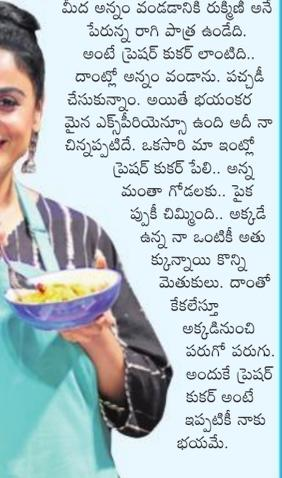 మీద అన్నం వండడానికి రుక్మిణి అనే
పేరున్న రాగి పాత్ర ఉండేది.
అంటే ప్రెషర్ కుకర్ లాంటిది..
దాంట్లో అన్నం వండాను. పచ్చడీ
చేసుకున్నాం. అయితే భయంకర
మైన ఎక్స్‌పీరియెన్సూ ఉంది అదీ నా
చిన్నప్పటిదే. ఒకసారి మా ఇంట్లో
ప్రెషర్ కుకర్ పేలి.. అన్న
మంతా గోడలకు.. పైక
ప్పుకీ చిమ్మింది.. అక్కడే
ఉన్న నా ఒంటికీ అతు
క్కున్నాయి కొన్ని
మెతుకులు. దాంతో
కేకలేస్తూ
అక్కడినుంచి
పరుగో పరుగు.
అందుకే ప్రెషర్
కుకర్ అంటే
ఇప్పటికీ నాకు
భయమే.